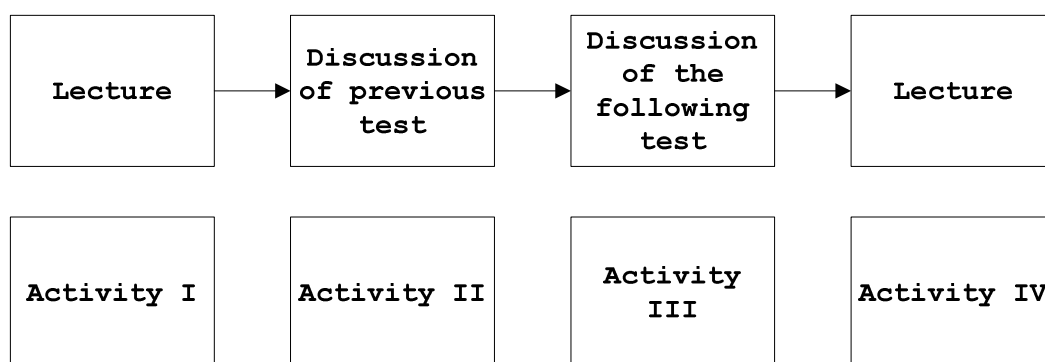 Lecture
Discussion
of previous
test
Discussion
of the
following
test
Lecture
Activity I
Activity II
Activity
III
Activity IV